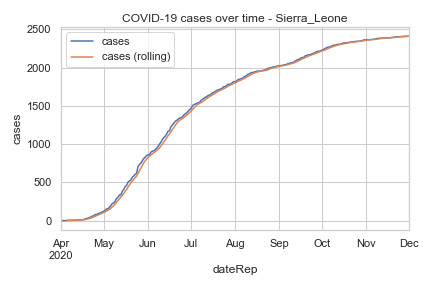 COVID-19 cases over time - Sierra_Leone
cases
cases (rolling)
2500
2000
1500
1000
500
0
cases
Apr May Jun Jul Aug Sep Oct Nov Dec
2020
dateRep